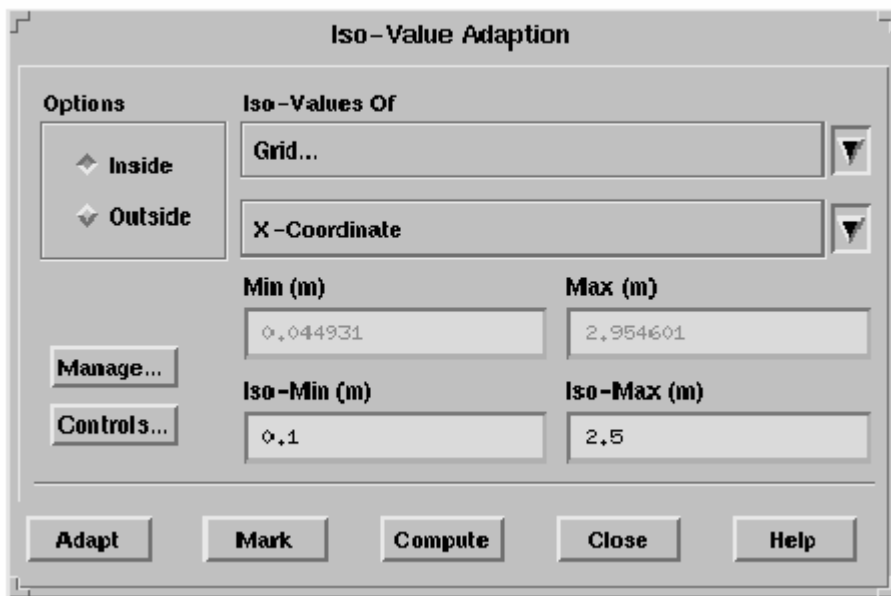 Iso-Value Adaption
Options
Inside
Outside
Iso-Values Of
Grid...
X-Coordinate
Min (m)
Max (m)
0.044931
2.954601
Manage...
Controls...
Iso-Min (m)
Iso-Max (m)
0.1
2.5
Adapt
Mark
Compute
Close
Help